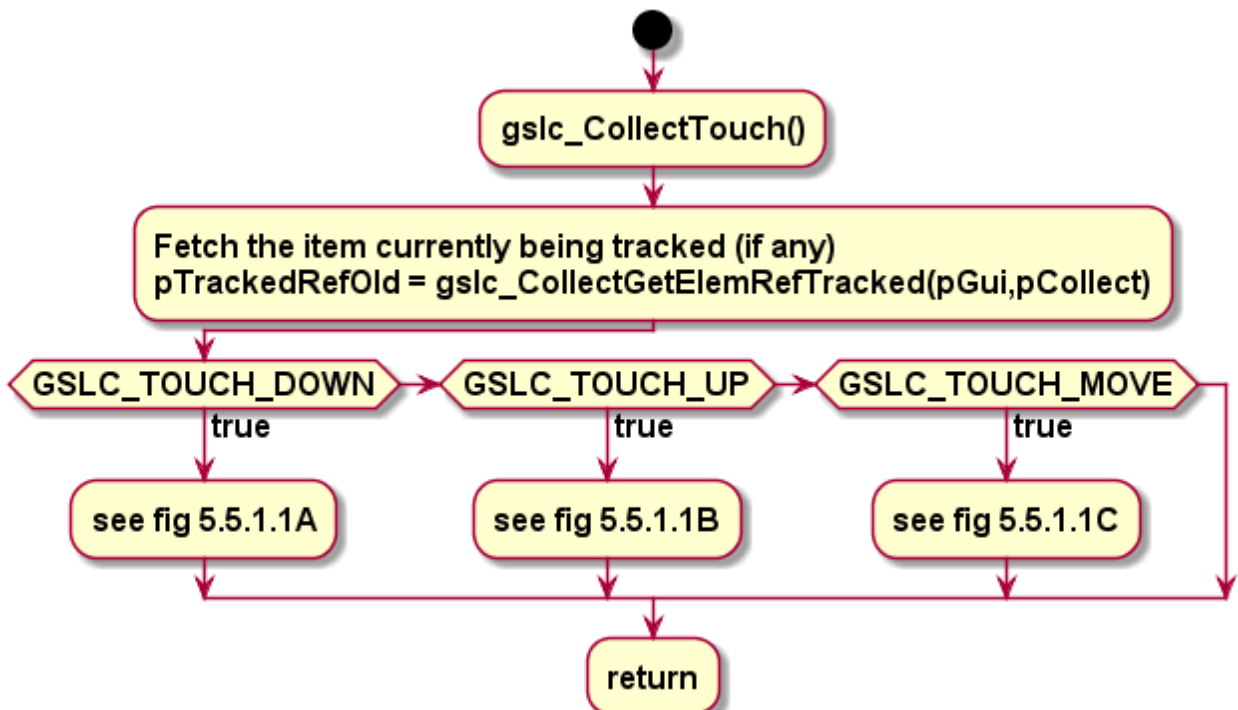 gslc_CollectTouch()
Fetch the item currently being tracked (if any)
pTrackedRefOld = gslc_CollectGetElemRefTracked(pGui,pCollect)
GSLC_TOUCH_DOWN
GSLC_TOUCH_UP
GSLC_TOUCH_MOVE
true
true
true
see fig 5.5.1.1A
see fig 5.5.1.1B
see fig 5.5.1.1C
return